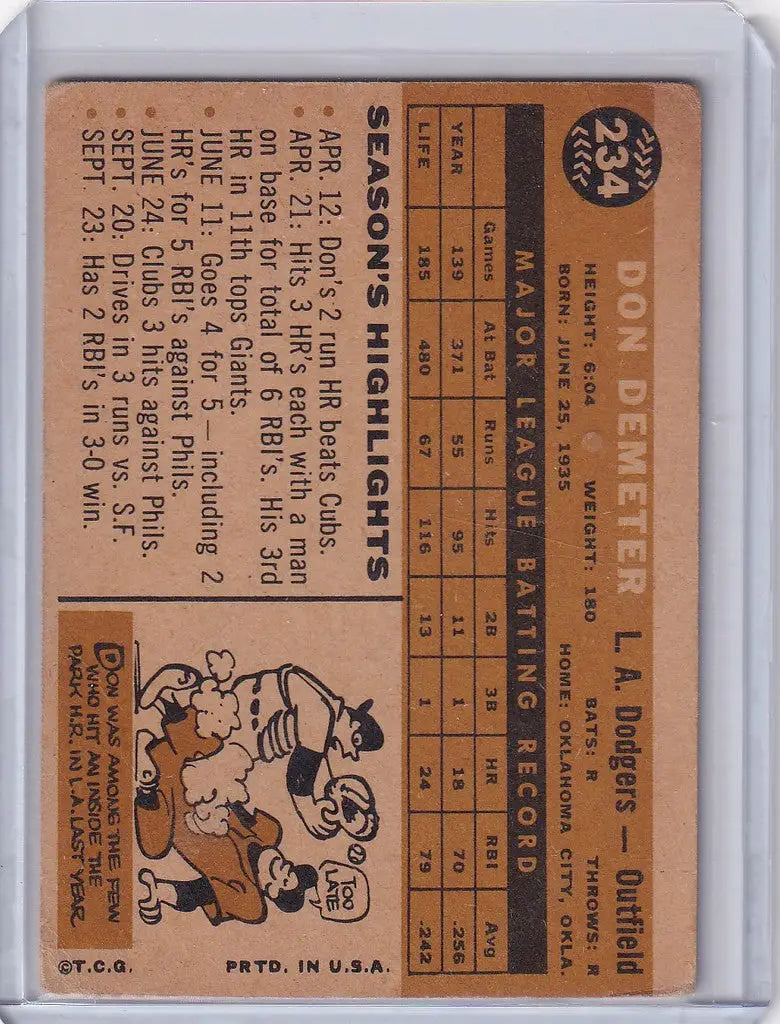 234
DON DEMETER L. A. Dodgers — Outfield
HEIGHT: 6:04 WEIGHT: 180 BATS: R THROWS: R
BORN: JUNE 25, 1935 HOME: OKLAHOMA CITY, OKLA.
MAJOR LEAGUE BATTING RECORD
Games At Bat Runs Hits 2B 3B HR RBI Avg
YEAR 139 371 55 95 11 1 18 70 .256
LIFE 185 480 67 116 13 1 24 79 .242
SEASON'S HIGHLIGHTS
• APR. 12: Don's 2 run HR beats Cubs.
• APR. 21: Hits 3 HR's each with a man
on base for total of 6 RBI's. His 3rd
HR in 11th tops Giants.
• JUNE 11: Goes 4 for 5 — including 2
HR's for 5 RBI's against Phils.
• JUNE 24: Clubs 3 hits against Phils.
• SEPT. 20: Drives in 3 runs vs. S.F.
• SEPT. 23: Has 2 RBI's in 3-0 win.
TOO
LATE
DON WAS AMONG THE FEW
WHO HIT AN INSIDE THE
PARK H.R. IN L.A. LAST YEAR
©T.C.G. PRTD. IN U.S.A.